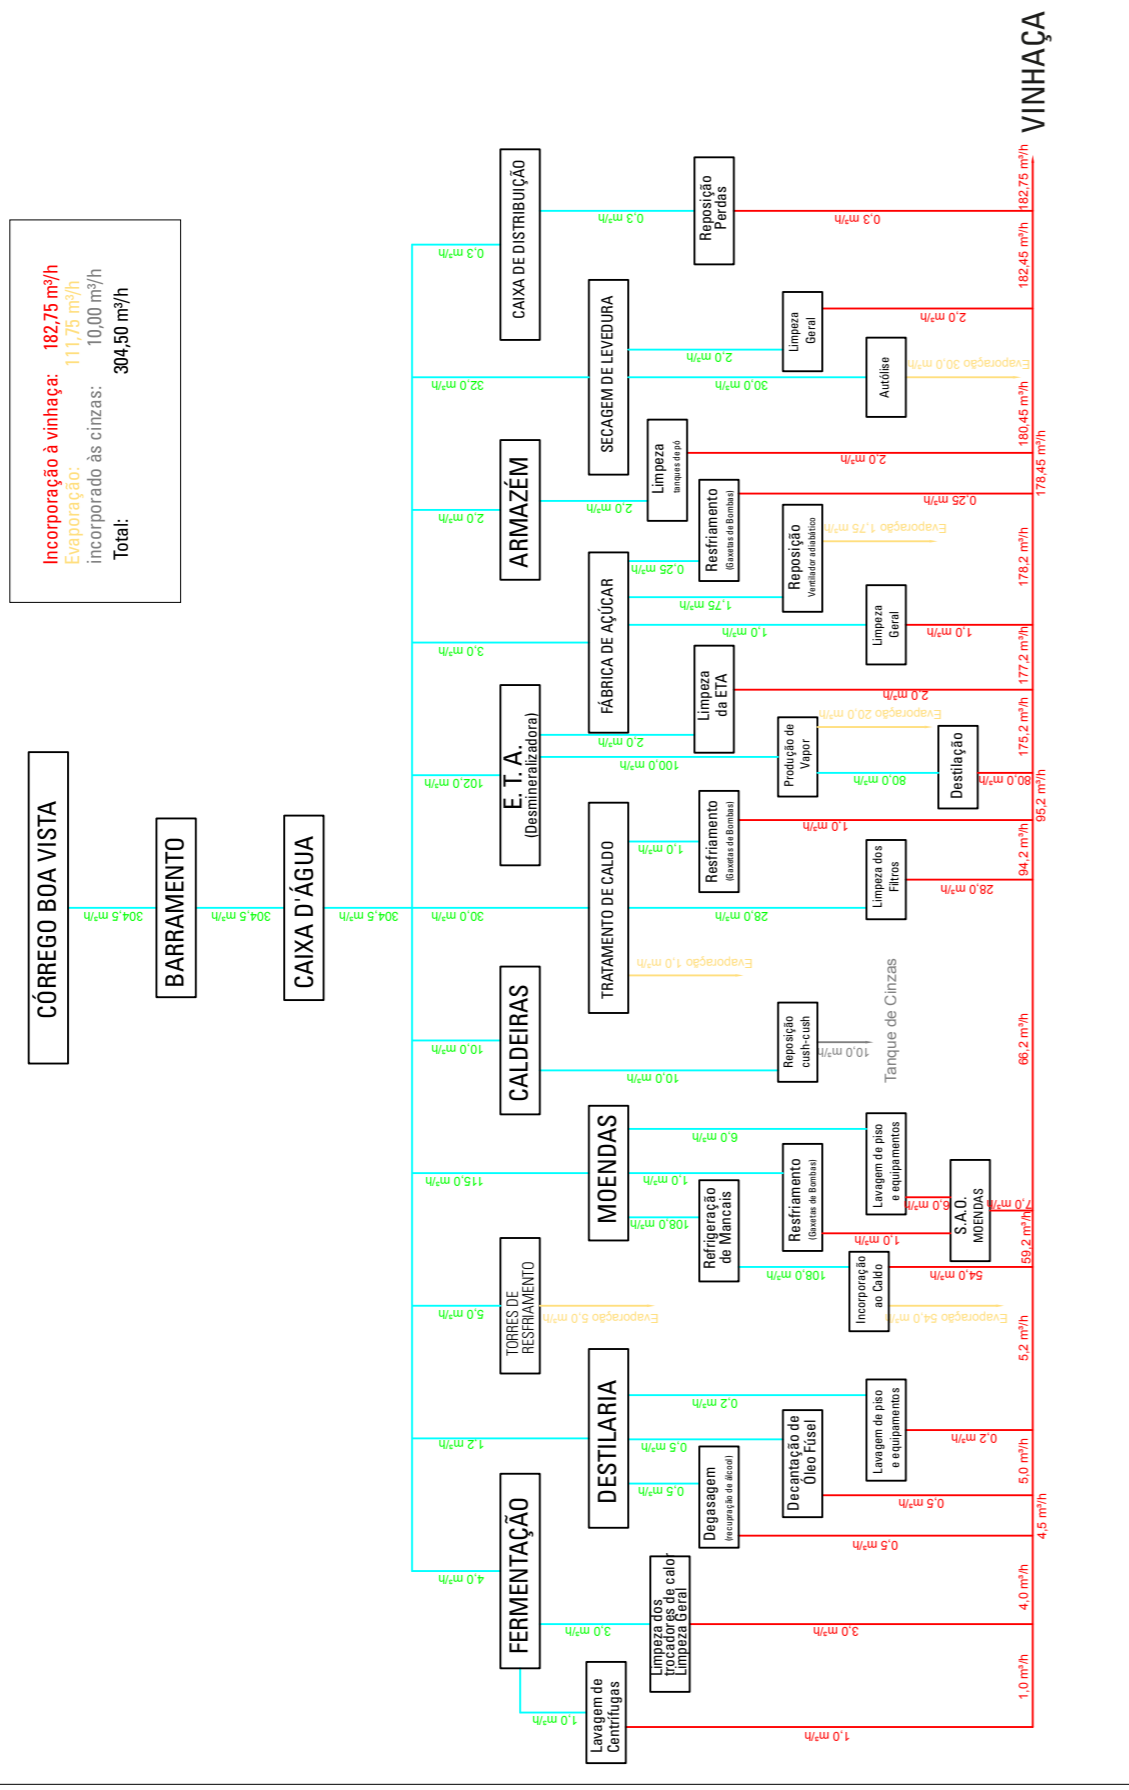 CÓRREGO BOA VISTA
304,5 m³/h
BARRAMENTO
304,5 m³/h
CAIXA D'ÁGUA
304,5 m³/h
Incorporação à vinhaça: 182,75 m³/h
Evaporação: 111,75 m³/h
incorporado às cinzas: 10,00 m³/h
Total: 304,50 m³/h
4,0 m³/h
1,2 m³/h
5,0 m³/h
115,0 m³/h
10,0 m³/h
30,0 m³/h
102,0 m³/h
3,0 m³/h
2,0 m³/h
32,0 m³/h
0,3 m³/h
FERMENTAÇÃO
1,0 m³/h
Lavagem de
Centrífugas
1,0 m³/h
3,0 m³/h
Limpeza dos
trocadores de calor
Limpeza Geral
3,0 m³/h
DESTILARIA
0,5 m³/h
Degasagem
(recupração de álcool)
0,5 m³/h
0,5 m³/h
Decantação de
Óleo Fúsel
0,5 m³/h
0,2 m³/h
Lavagem de piso
e equipamentos
0,2 m³/h
TORRES DE
RESFRIAMENTO
Evaporação 5,0 m³/h
MOENDAS
108,0 m³/h
Refrigeração
de Mancais
108,0 m³/h
Incorporação
ao Caldo
Evaporação 54,0 m³/h
54,0 m³/h
1,0 m³/h
Resfriamento
(Gaxetas de Bombas)
1,0 m³/h
6,0 m³/h
Lavagem de piso
e equipamentos
6,0 m³/h
S.A.O.
MOENDAS
7,0 m³/h
CALDEIRAS
10,0 m³/h
Reposição
cush-cush
10,0 m³/h
Tanque de Cinzas
TRATAMENTO DE CALDO
Evaporação 1,0 m³/h
28,0 m³/h
Limpeza dos
Filtros
28,0 m³/h
1,0 m³/h
Resfriamento
(Gaxetas de Bombas)
1,0 m³/h
E. T. A.
(Desmineralizadora)
100,0 m³/h
Produção de
Vapor
80,0 m³/h
Evaporação 20,0 m³/h
Destilação
80,0 m³/h
2,0 m³/h
Limpeza
da ETA
2,0 m³/h
FÁBRICA DE AÇÚCAR
1,0 m³/h
Limpeza
Geral
1,0 m³/h
1,75 m³/h
Reposição
Ventilador adiabático
Evaporação 1,75 m³/h
0,25 m³/h
Resfriamento
(Gaxetas de Bombas)
0,25 m³/h
ARMAZÉM
2,0 m³/h
Limpeza
tanques de pó
2,0 m³/h
SECAGEM DE LEVEDURA
30,0 m³/h
Autólise
Evaporação 30,0 m³/h
2,0 m³/h
Limpeza
Geral
2,0 m³/h
CAIXA DE DISTRIBUIÇÃO
0,3 m³/h
Reposição
Perdas
0,3 m³/h
1,0 m³/h
4,0 m³/h
4,5 m³/h
5,0 m³/h
5,2 m³/h
59,2 m³/h
66,2 m³/h
94,2 m³/h
95,2 m³/h
175,2 m³/h
177,2 m³/h
178,2 m³/h
178,45 m³/h
180,45 m³/h
182,45 m³/h
182,75 m³/h
VINHAÇA